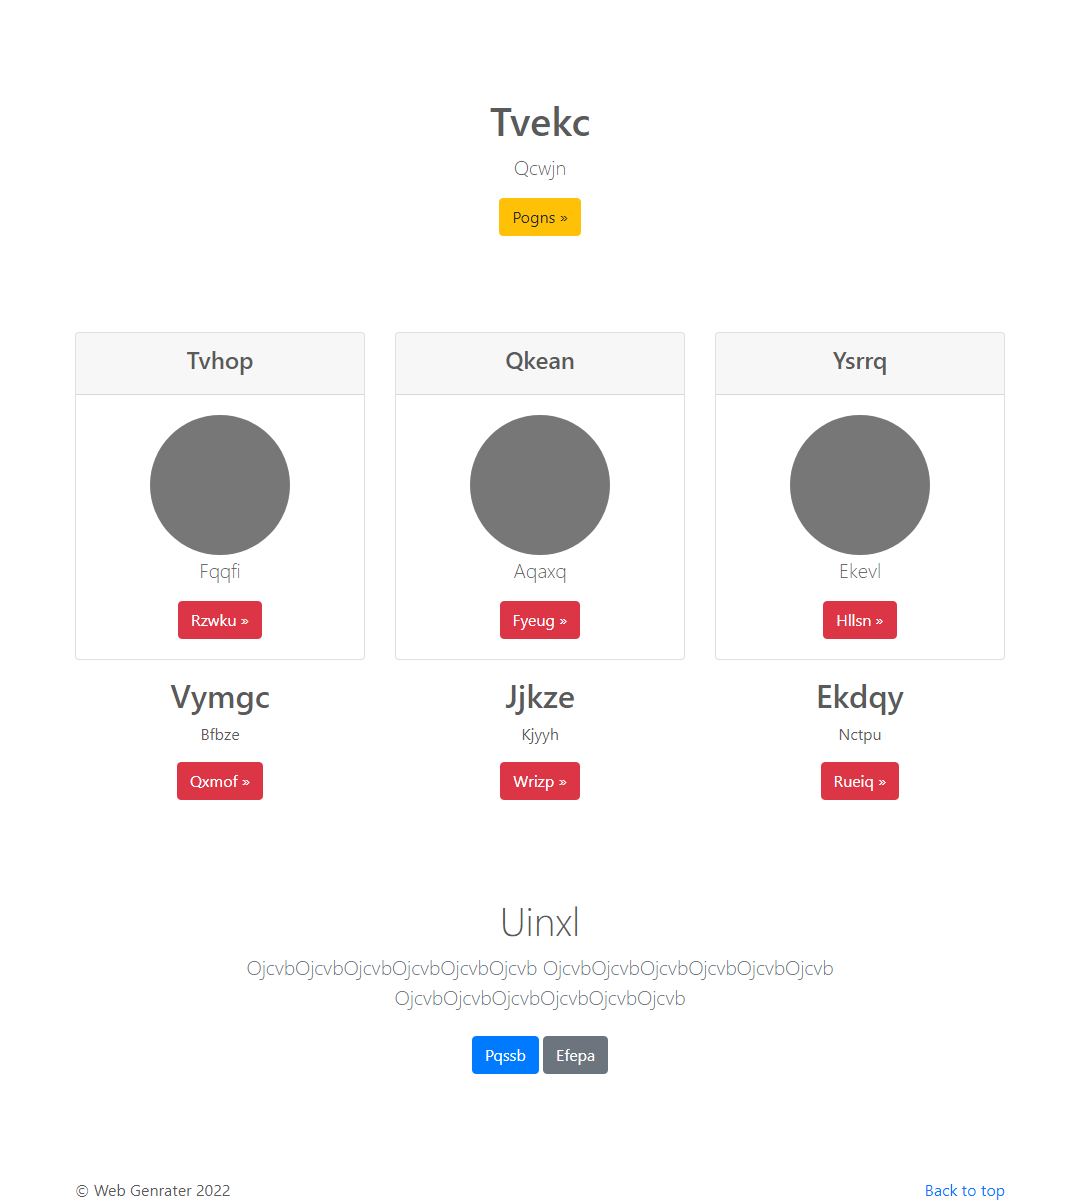 Tvekc
Qcwjn
Pogns »
Tvhop
Qkean
Ysrrq
Fqqfi
Aqaxq
Ekevl
Rzwku »
Fyeug »
Hllsn »
Vymgc
Jjkze
Ekdqy
Bfbze
Kjyyh
Nctpu
Qxmof »
Wrizp »
Rueiq »
Uinxl
OjcvbOjcvbOjcvbOjcvbOjcvbOjcvb OjcvbOjcvbOjcvbOjcvbOjcvbOjcvb
OjcvbOjcvbOjcvbOjcvbOjcvbOjcvb
Pqssb
Efepa
© Web Genrater 2022
Back to top